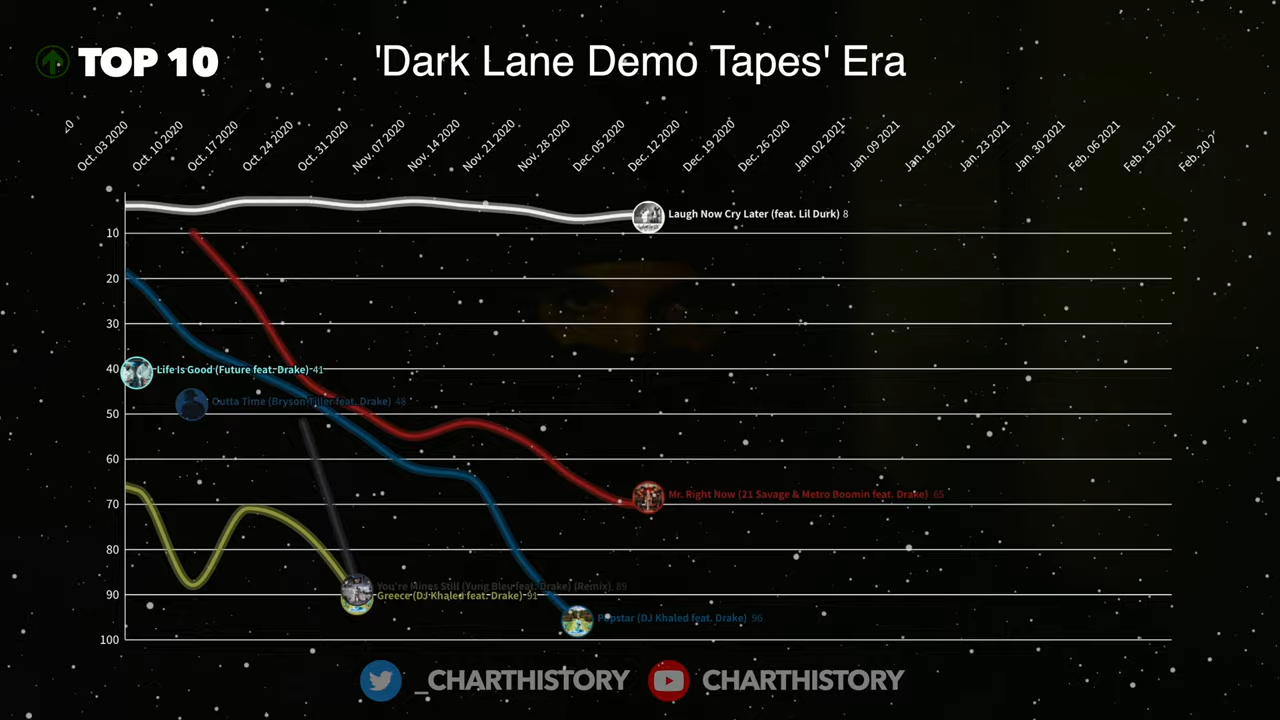 TOP 10
'Dark Lane Demo Tapes' Era
Oct. 03 2020
Oct. 10 2020
Oct. 17 2020
Oct. 24 2020
Oct. 31 2020
Nov. 07 2020
Nov. 14 2020
Nov. 21 2020
Nov. 28 2020
Dec. 05 2020
Dec. 12 2020
Dec. 19 2020
Dec. 26 2020
Jan. 02 2021
Jan. 09 2021
Jan. 16 2021
Jan. 23 2021
Jan. 30 2021
Feb. 06 2021
Feb. 13 2021
Feb. 20
Laugh Now Cry Later (feat. Lil Durk) 8
10
20
30
40
Life Is Good (Future feat. Drake) 41
Outta Time (Bryson Tiller feat. Drake) 48
50
60
Mr. Right Now (21 Savage & Metro Boomin feat. Drake) 65
70
80
You're Mines Still (Yung Bleu feat. Drake) (Remix) 89
90
Greece (DJ Khaled feat. Drake) 91
Popstar (DJ Khaled feat. Drake) 96
100
_CHARTHISTORY
CHARTHISTORY